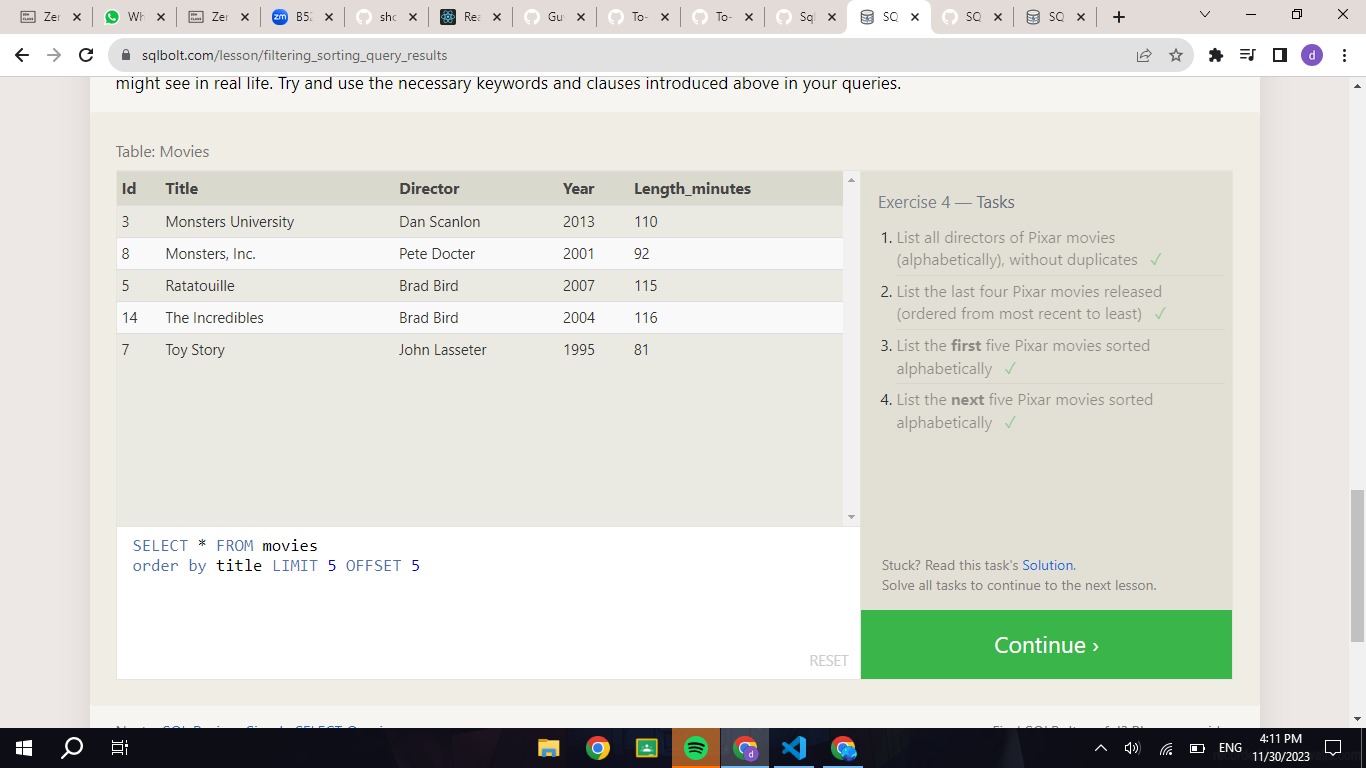 Zer
Wh
Zer
zm B5
shc
Rea
Gu
To-
To-
Sql
SQ
SQ
SQ
sqlbolt.com/lesson/filtering_sorting_query_results
d
might see in real life. Try and use the necessary keywords and clauses introduced above in your queries.
Table: Movies
Id Title Director Year Length_minutes
3 Monsters University Dan Scanlon 2013 110
8 Monsters, Inc. Pete Docter 2001 92
5 Ratatouille Brad Bird 2007 115
14 The Incredibles Brad Bird 2004 116
7 Toy Story John Lasseter 1995 81
Exercise 4 — Tasks
1. List all directors of Pixar movies
(alphabetically), without duplicates ✓
2. List the last four Pixar movies released
(ordered from most recent to least) ✓
3. List the first five Pixar movies sorted
alphabetically ✓
4. List the next five Pixar movies sorted
alphabetically ✓
SELECT * FROM movies
order by title LIMIT 5 OFFSET 5
RESET
Stuck? Read this task's Solution.
Solve all tasks to continue to the next lesson.
Continue ›
ENG
4:11 PM
11/30/2023